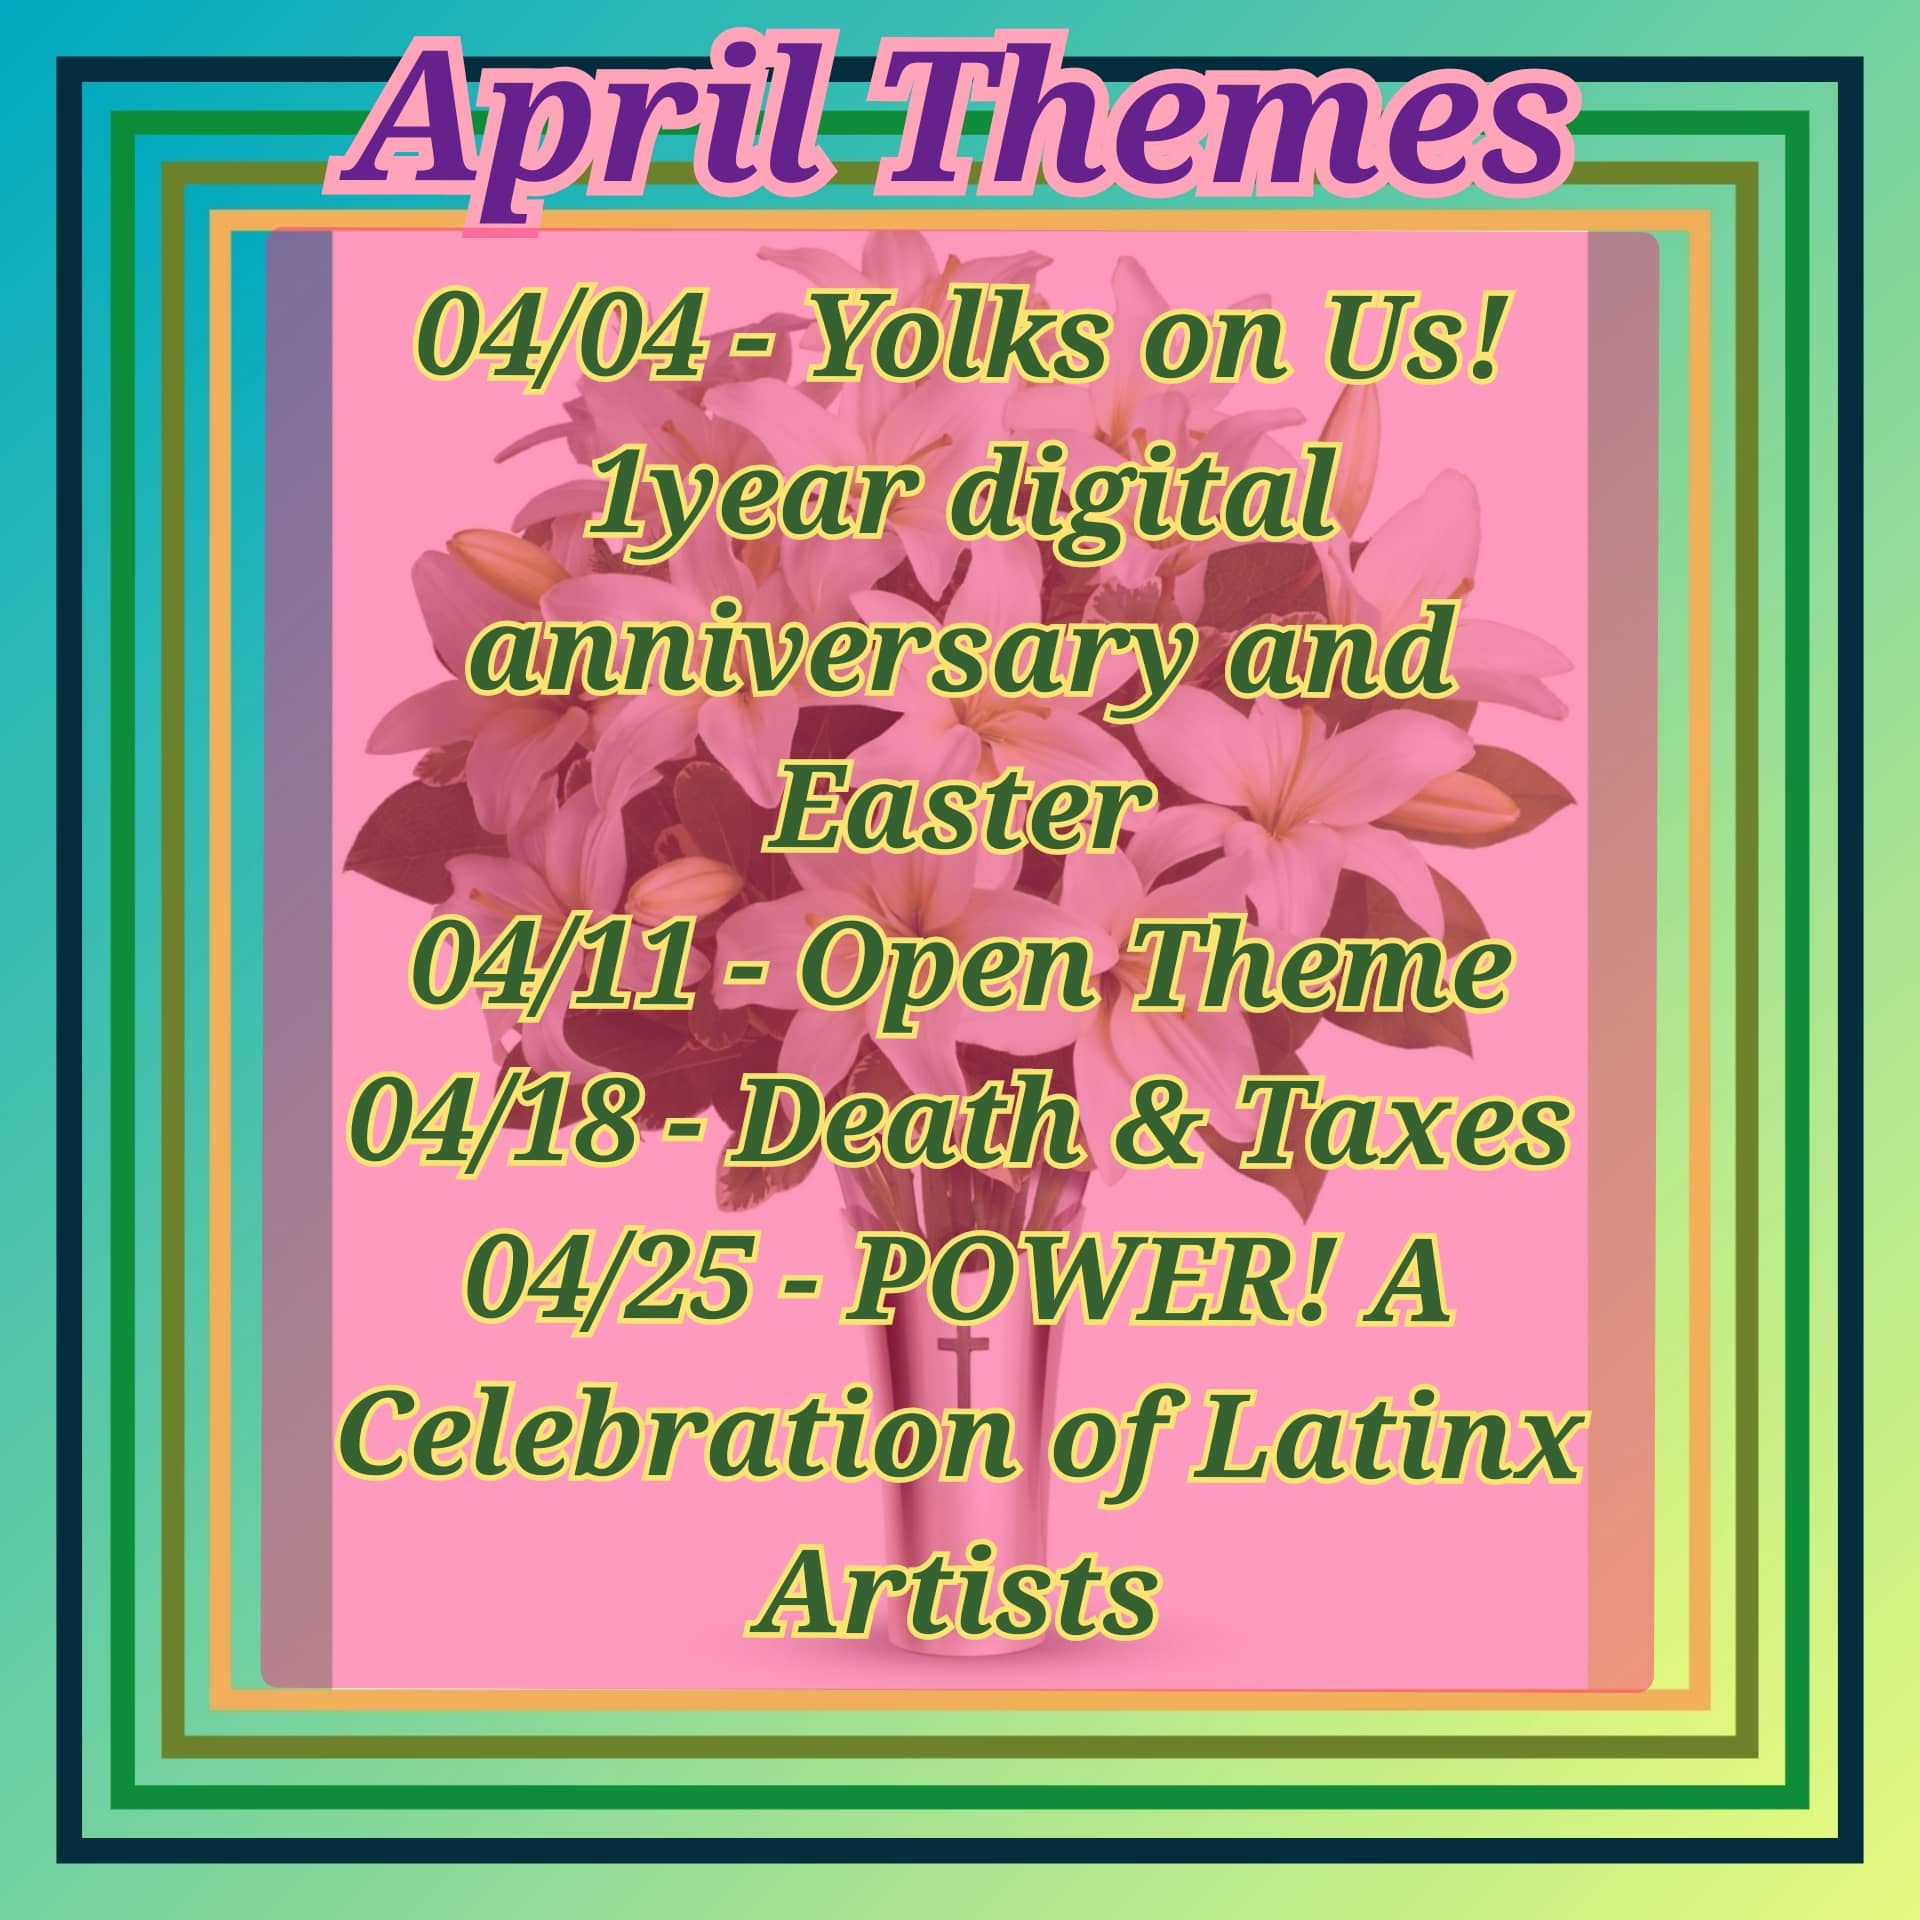 April Themes
04/04 - Yolks on Us!
1year digital
anniversary and
Easter
04/11 - Open Theme
04/18 - Death & Taxes
04/25 - POWER! A
Celebration of Latinx
Artists